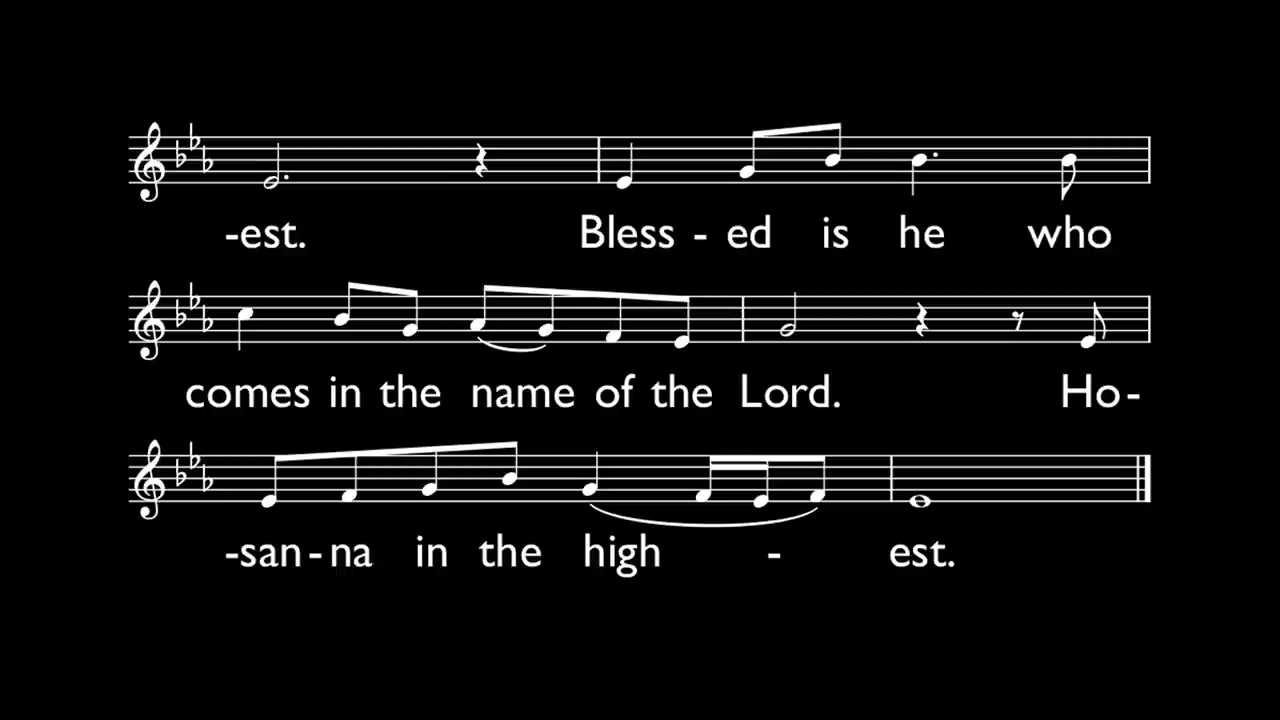 -est. Bless - ed is he who
comes in the name of the Lord. Ho-
-san-na in the high - est.